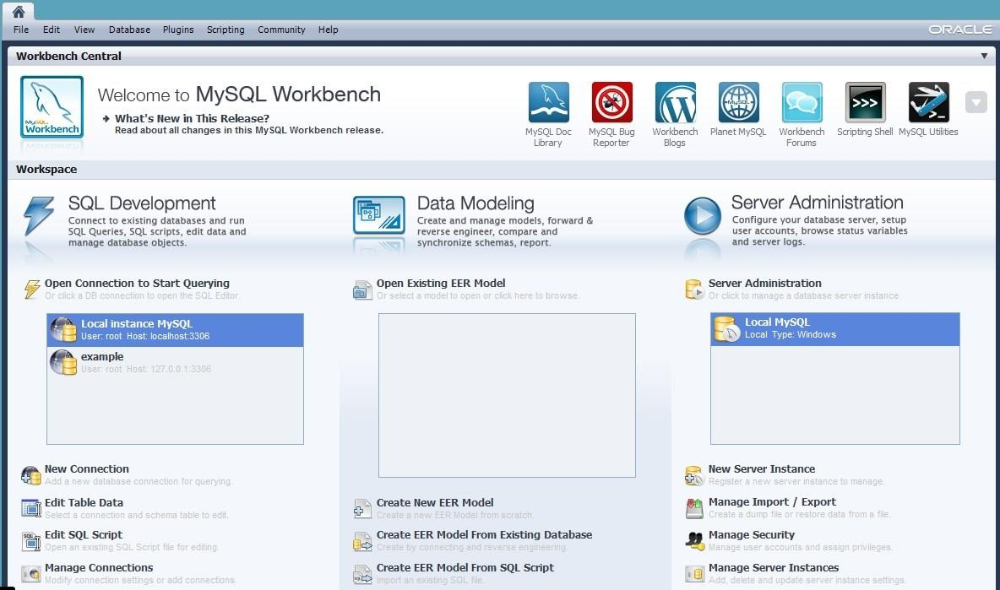 File Edit View Database Plugins Scripting Community Help
ORACLE
Workbench Central
MySQL
Workbench
Welcome to MySQL Workbench
What's New in This Release?
Read about all changes in this MySQL Workbench release.
MySQL Doc
Library
MySQL Bug
Reporter
Workbench
Blogs
MySQL
Planet MySQL
Workbench
Forums
>>>
Scripting Shell
>_
MySQL Utilities
Workspace
SQL Development
Connect to existing databases and run
SQL Queries, SQL scripts, edit data and
manage database objects.
Open Connection to Start Querying
Or click a DB connection to open the SQL Editor.
Local instance MySQL
User: root Host: localhost:3306
example
User: root Host: 127.0.0.1:3306
New Connection
Add a new database connection for querying.
Edit Table Data
Select a connection and schema table to edit.
SQL
Edit SQL Script
Open an existing SQL Script file for editing.
Manage Connections
Modify connection settings or add connections.
Data Modeling
Create and manage models, forward &
reverse engineer, compare and
synchronize schemas, report.
Open Existing EER Model
Or select a model to open or click here to browse.
Create New EER Model
Create a new EER Model from scratch.
Create EER Model From Existing Database
Create by connecting and reverse engineering.
SQL
Create EER Model From SQL Script
Import an existing SQL file.
Server Administration
Configure your database server, setup
user accounts, browse status variables
and server logs.
Server Administration
Or click to manage a database server instance.
Local MySQL
Local Type: Windows
New Server Instance
Register a new server instance to manage.
Manage Import / Export
Create a dump file or restore data from a file.
Manage Security
Manage user accounts and assign privileges.
Manage Server Instances
Add, delete and update server instance settings.